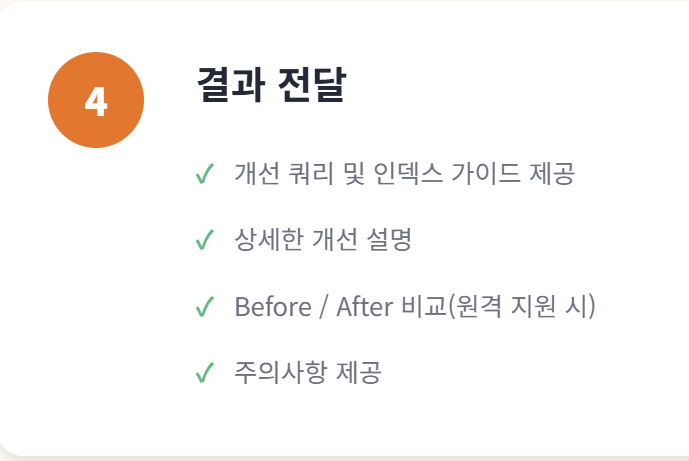 4
결과 전달
✓ 개선 쿼리 및 인덱스 가이드 제공
✓ 상세한 개선 설명
✓ Before / After 비교(원격 지원 시)
✓ 주의사항 제공